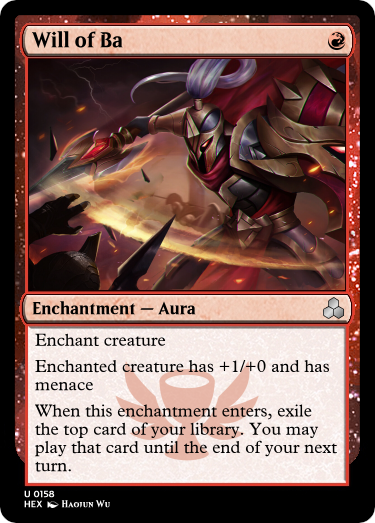 Will of Ba
Enchantment — Aura
Enchant creature
Enchanted creature has +1/+0 and has
menace
When this enchantment enters, exile
the top card of your library. You may
play that card until the end of your next
turn.
U 0158
HEX Haojun Wu